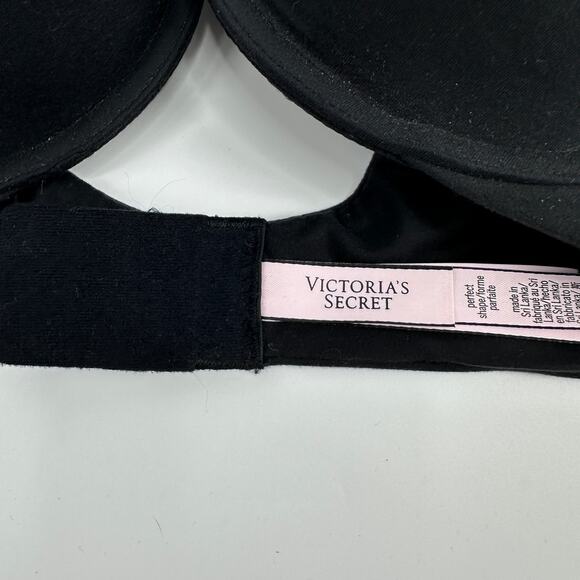 VICTORIA'S
SECRET
perfect
shape/forme
parfaite
made in
Sri Lanka/
fabriqué au Sri
Lanka/hecho
en Sri Lanka/
fabricato in